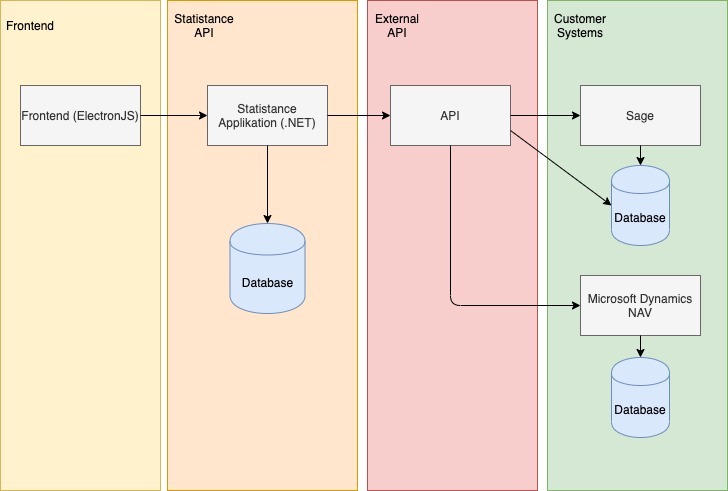 Frontend
Statistance
API
External
API
Customer
Systems
Frontend (ElectronJS)
Statistance
Applikation (.NET)
API
Sage
Database
Database
Microsoft Dynamics
NAV
Database